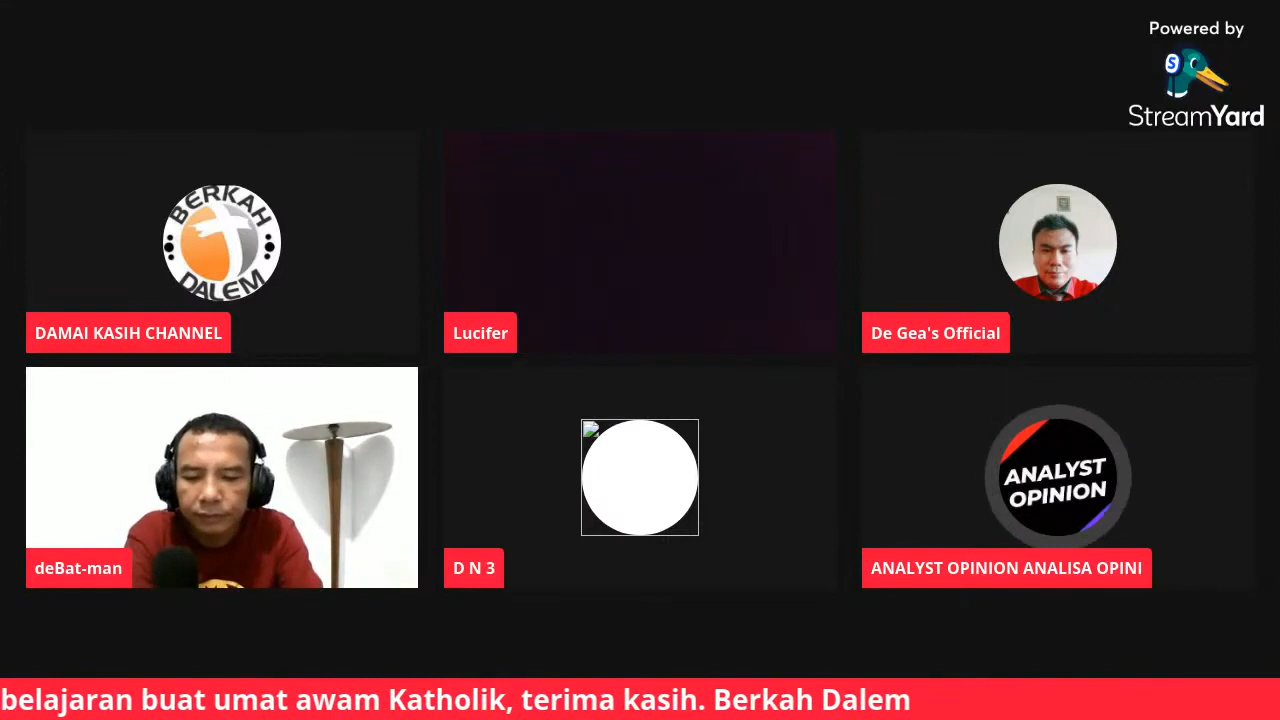 Powered by
StreamYard
BERKAH
DALEM
DAMAI KASIH CHANNEL
Lucifer
De Gea's Official
deBat-man
D N 3
ANALYST
OPINION
ANALYST OPINION ANALISA OPINI
belajaran buat umat awam Katholik, terima kasih. Berkah Dalem